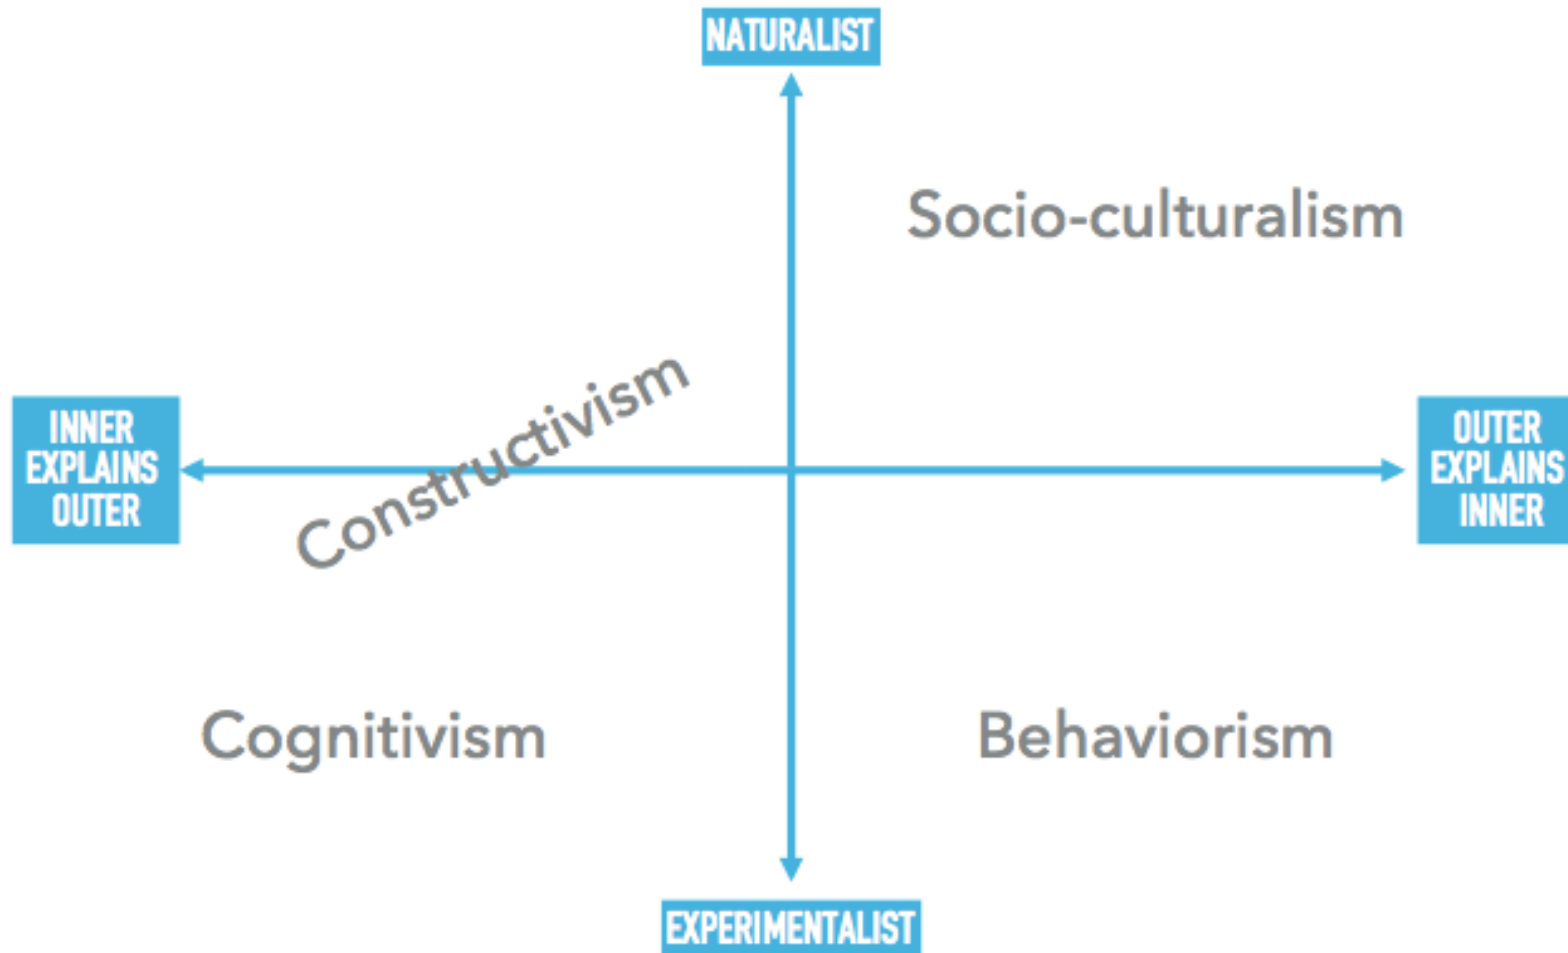 NATURALIST
Socio-culturalism
Constructivism
INNER
EXPLAINS
OUTER
OUTER
EXPLAINS
INNER
Cognitivism
Behaviorism
EXPERIMENTALIST